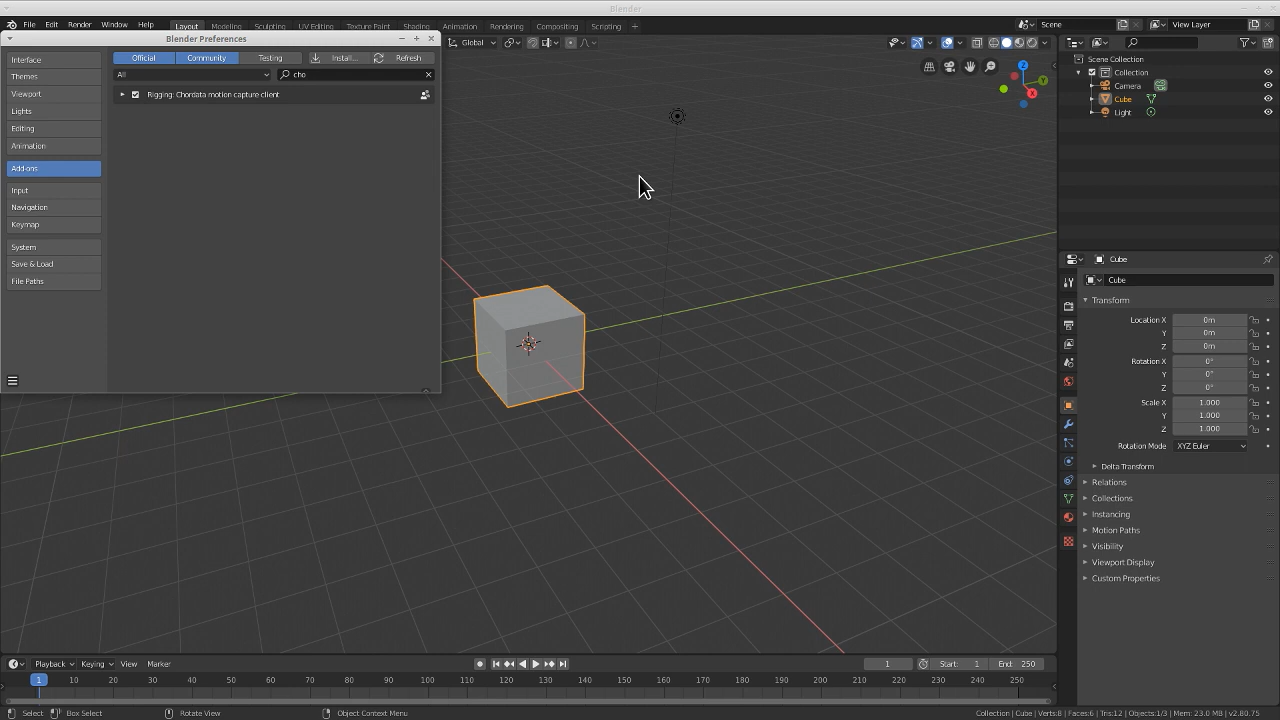 Blender
File Edit Render Window Help Layout Modeling Sculpting UV Editing Texture Paint Shading Animation Rendering Compositing Scripting Scene View Layer
Blender Preferences
Global
Interface
Themes
Viewport
Lights
Editing
Animation
Add-ons
Input
Navigation
Keymap
System
Save & Load
File Paths
Official Community Testing Install... Refresh
All cho
Rigging: Chordata motion capture client
Z
Y
Scene Collection
Collection
Camera
Cube
Light
Cube
Cube
Transform
Location X 0m
Y 0m
Z 0m
Rotation X 0°
Y 0°
Z 0°
Scale X 1.000
Y 1.000
Z 1.000
Rotation Mode XYZ Euler
Delta Transform
Relations
Collections
Instancing
Motion Paths
Visibility
Viewport Display
Custom Properties
Playback Keying View Marker 1 Start: 1 End: 250
1 10 20 30 40 50 60 70 80 90 100 110 120 130 140 150 160 170 180 190 200 210 220 230 240 250
Select Box Select Rotate View Object Context Menu Collection | Cube | Verts:8 | Faces:6 | Tris:12 | Objects:1/3 | Mem: 23.0 MB | v2.80.75